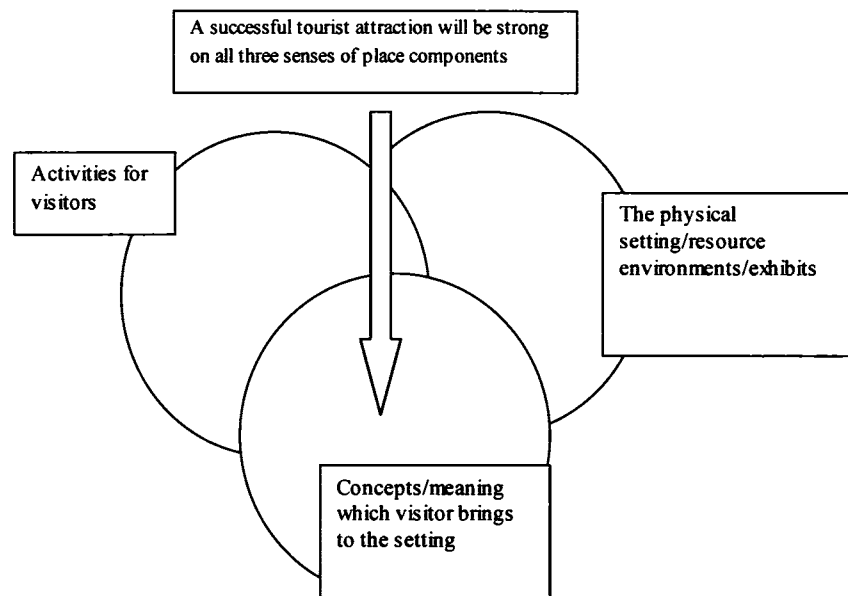 A successful tourist attraction will be strong
on all three senses of place components
Activities for
visitors
The physical
setting/resource
environments/exhibits
Concepts/meaning
which visitor brings
to the setting